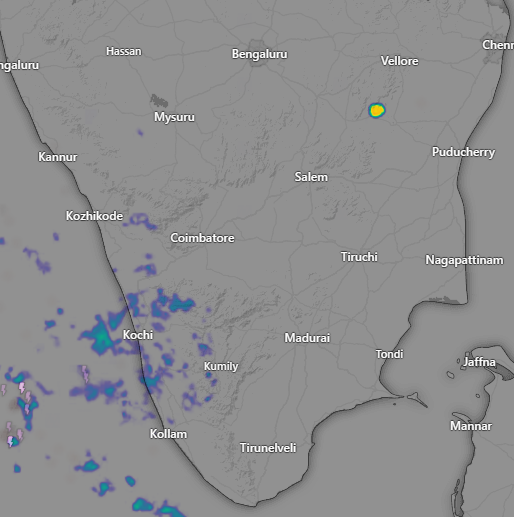 Hassan
Bengaluru
Chenn
ngaluru
Vellore
Mysuru
Kannur
Puducherry
Salem
Kozhikode
Coimbatore
Tiruchi
Nagapattinam
Kochi
Madurai
Tondi
Kumily
Jaffna
Kollam
Mannar
Tirunelveli